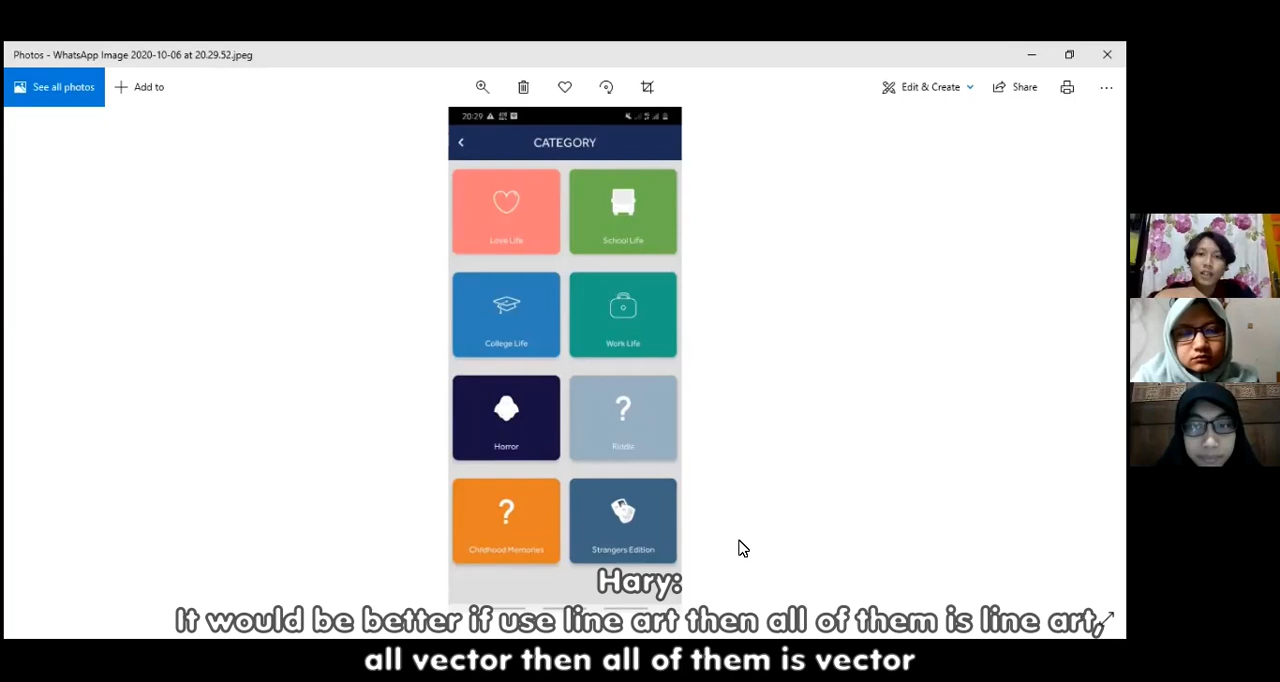 Photos - WhatsApp Image 2020-10-06 at 20.29.52.jpeg
See all photos
Add to
Edit & Create
Share
20:29
CATEGORY
Love Life
School Life
College Life
Work Life
Horror
?
Riddle
?
Childhood Memories
Strangers Edition
Hary:
It would be better if use line art then all of them is line art,
all vector then all of them is vector